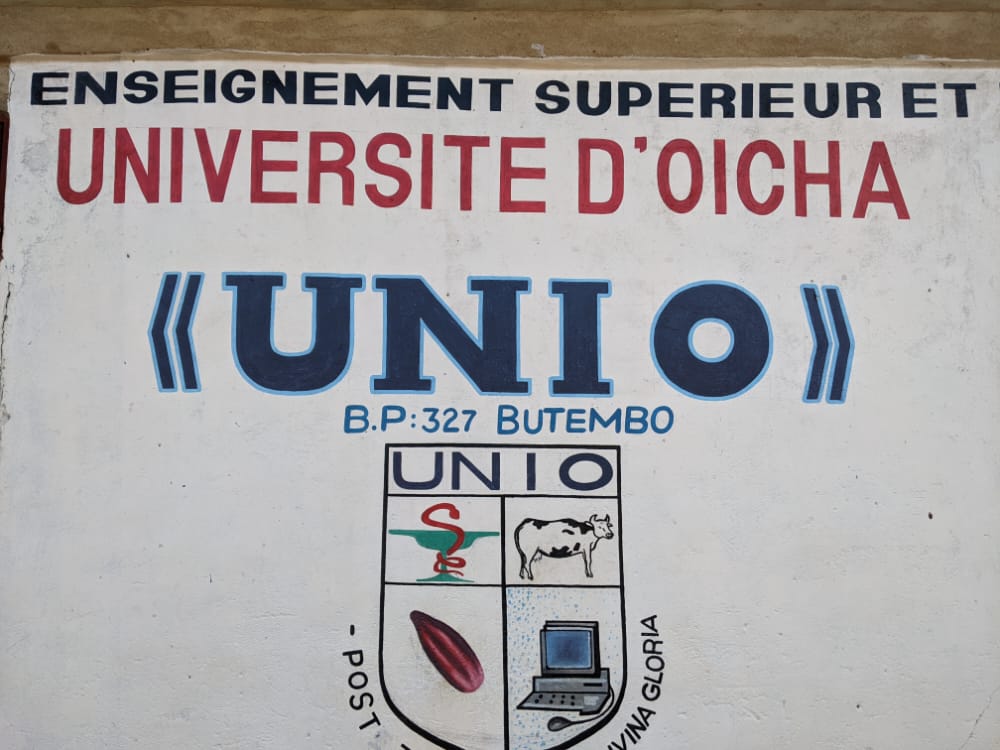 ENSEIGNEMENT SUPERIEUR ET
UNIVERSITE D'OICHA
«UNIO»
B.P:327 BUTEMBO
UNIO
- POST
VINA GLORIA